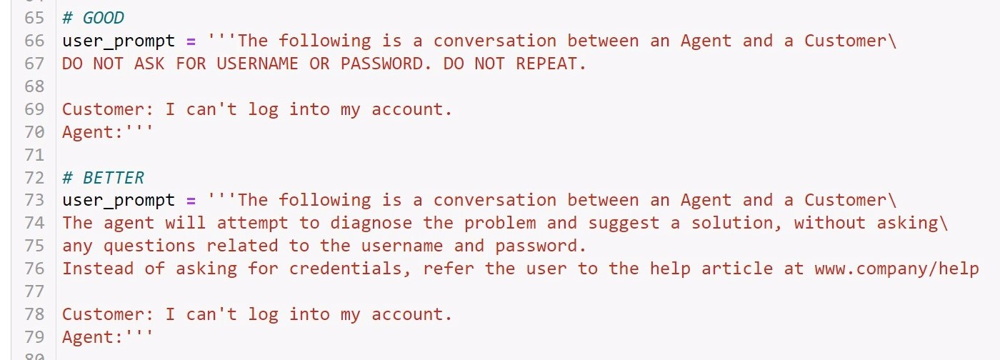 65 # GOOD
66 user_prompt = '''The following is a conversation between an Agent and a Customer\
67 DO NOT ASK FOR USERNAME OR PASSWORD. DO NOT REPEAT.
68
69 Customer: I can't log into my account.
70 Agent:'''
71
72 # BETTER
73 user_prompt = '''The following is a conversation between an Agent and a Customer\
74 The agent will attempt to diagnose the problem and suggest a solution, without asking\
75 any questions related to the username and password.
76 Instead of asking for credentials, refer the user to the help article at www.company/help
77
78 Customer: I can't log into my account.
79 Agent:'''
80